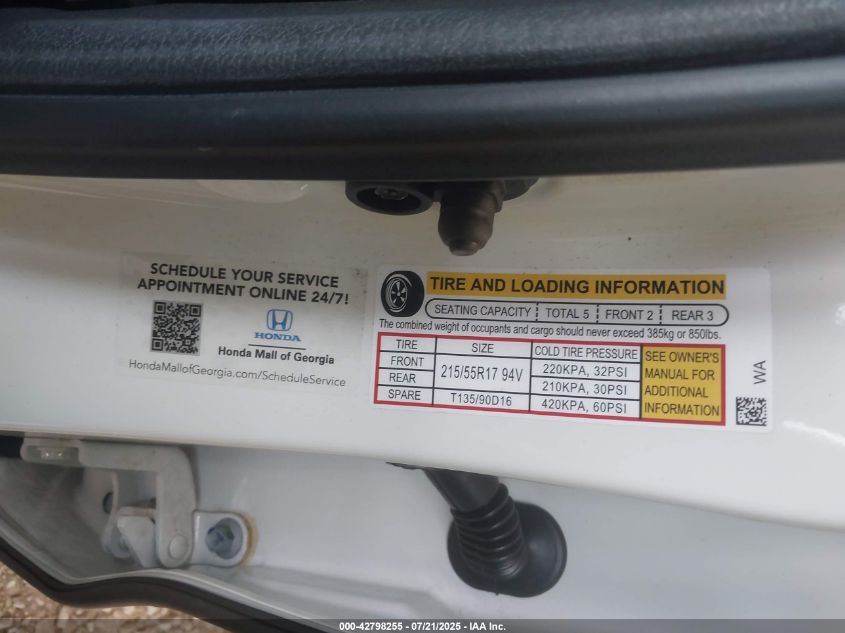 SCHEDULE YOUR SERVICE
APPOINTMENT ONLINE 24/7!
HONDA
Honda Mall of Georgia
HondaMallofGeorgia.com/ScheduleService
TIRE AND LOADING INFORMATION
SEATING CAPACITY TOTAL 5 FRONT 2 REAR 3
The combined weight of occupants and cargo should never exceed 385kg or 850lbs.
TIRE SIZE COLD TIRE PRESSURE
FRONT 215/55R17 94V 220KPA, 32PSI
REAR 210KPA, 30PSI
SPARE T135/90D16 420KPA, 60PSI
SEE OWNER'S
MANUAL FOR
ADDITIONAL
INFORMATION
WA
000-42798255 - 07/21/2025 - IAA Inc.